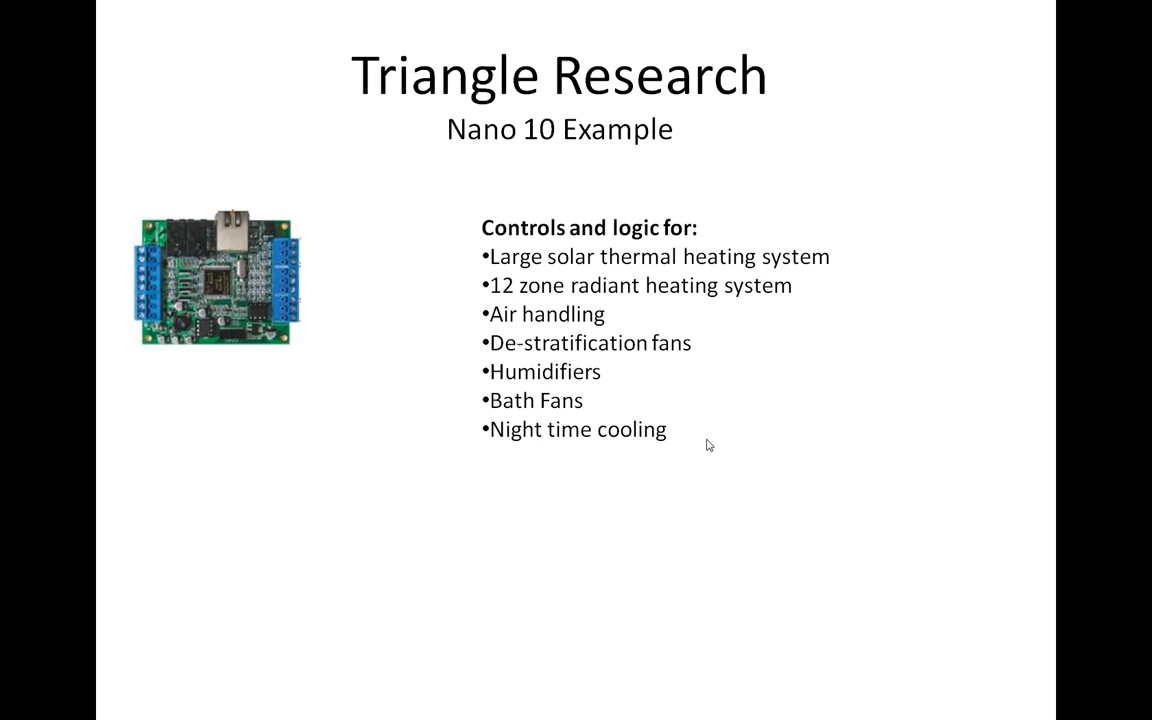 Triangle Research
Nano 10 Example
Controls and logic for:
•Large solar thermal heating system
•12 zone radiant heating system
•Air handling
•De-stratification fans
•Humidifiers
•Bath Fans
•Night time cooling